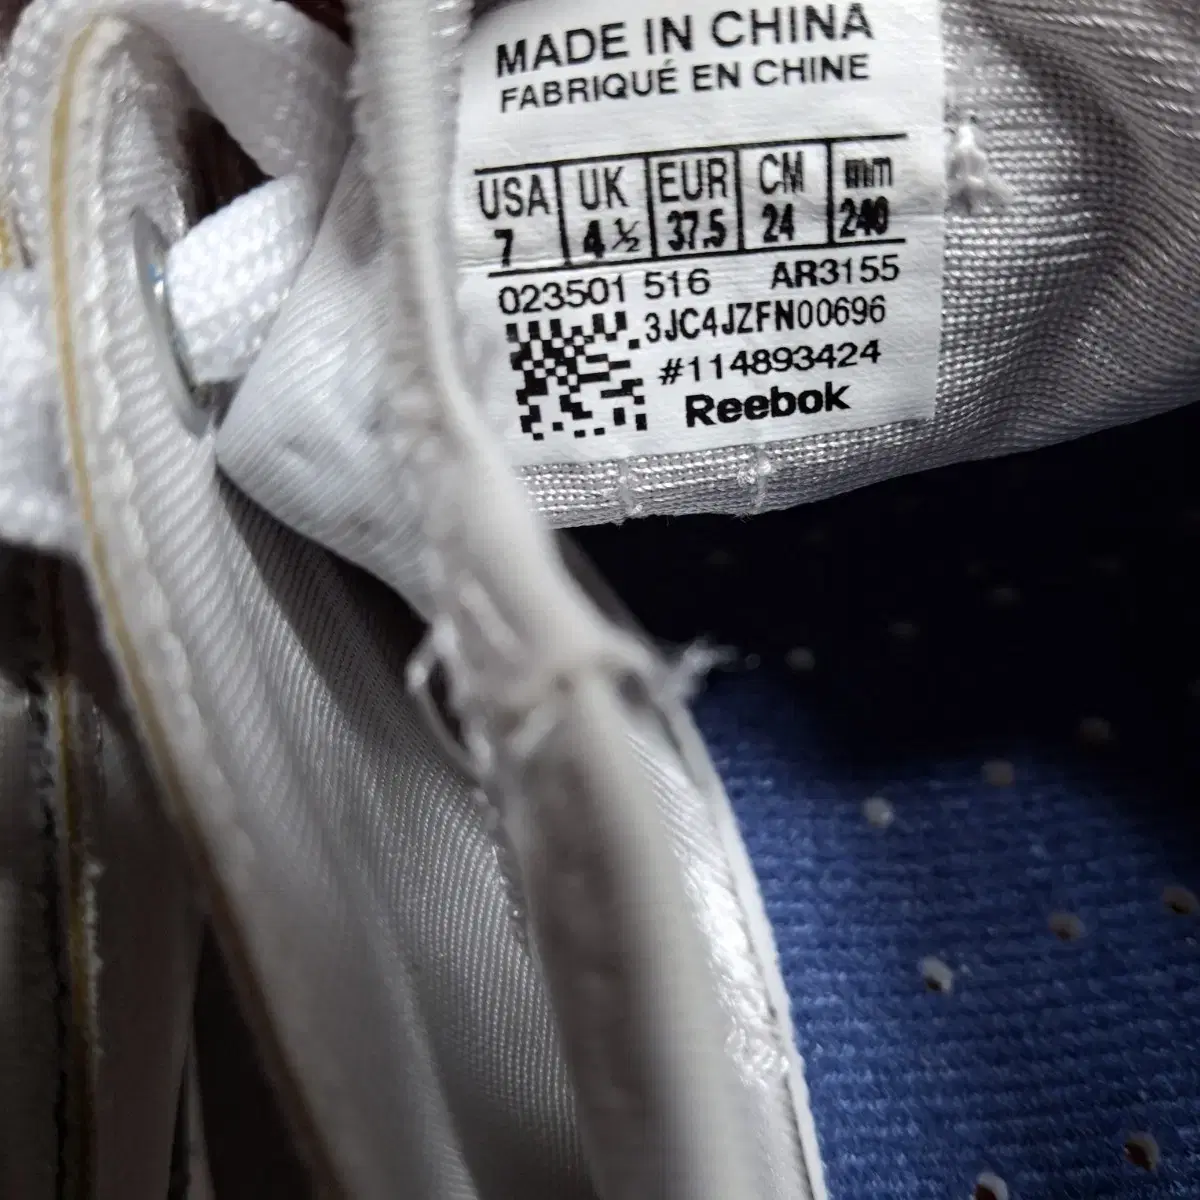 MADE IN CHINA
FABRIQUÉ EN CHINE
USA UK EUR CM mm
7 4½ 37.5 24 240
023501 516 AR3155
3JC4JZFN00696
#114893424
Reebok